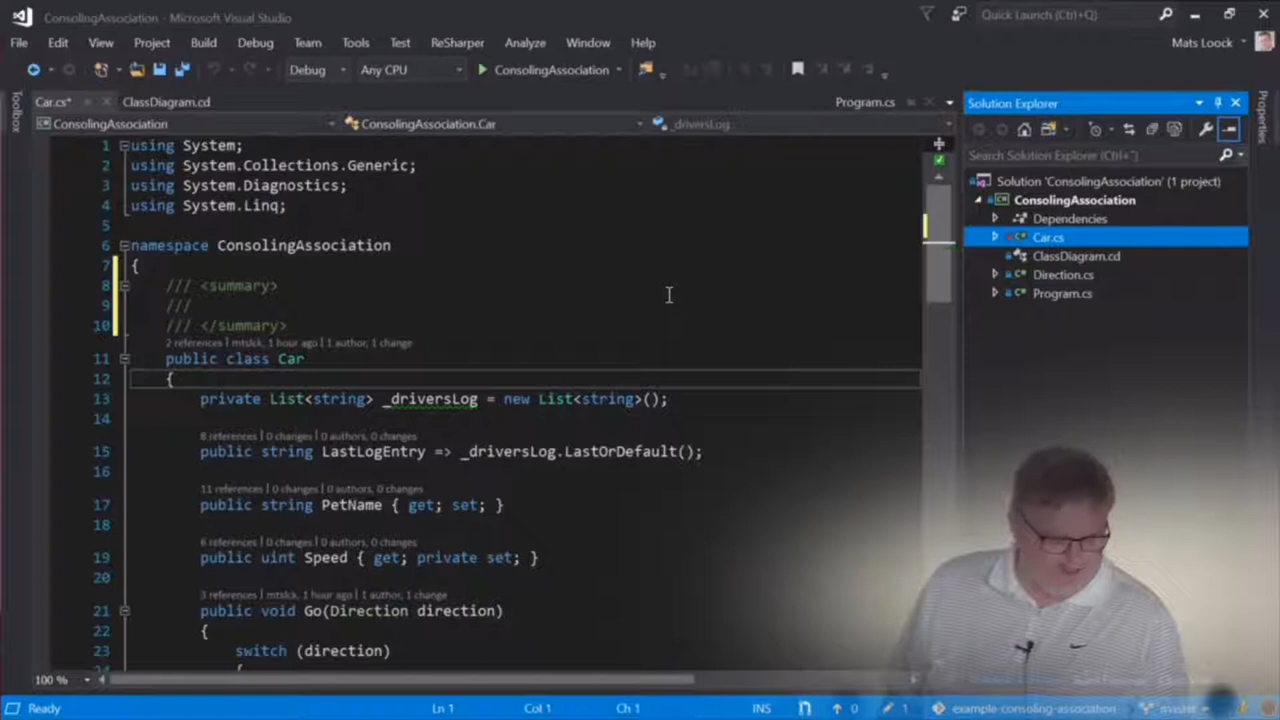 ConsolingAssociation - Microsoft Visual Studio
Quick Launch (Ctrl+Q)
File Edit View Project Build Debug Team Tools Test ReSharper Analyze Window Help
Mats Loock
Debug Any CPU ConsolingAssociation
Toolbox
Car.cs* ClassDiagram.cd Program.cs
ConsolingAssociation ConsolingAssociation.Car _driversLog
1 using System;
2 using System.Collections.Generic;
3 using System.Diagnostics;
4 using System.Linq;
5
6 namespace ConsolingAssociation
7 {
8 /// <summary>
9 ///
10 /// </summary>
2 references | mtslck, 1 hour ago | 1 author, 1 change
11 public class Car
12 {
13 private List<string> _driversLog = new List<string>();
14
8 references | 0 changes | 0 authors, 0 changes
15 public string LastLogEntry => _driversLog.LastOrDefault();
16
11 references | 0 changes | 0 authors, 0 changes
17 public string PetName { get; set; }
18
6 references | 0 changes | 0 authors, 0 changes
19 public uint Speed { get; private set; }
20
3 references | mtslck, 1 hour ago | 1 author, 1 change
21 public void Go(Direction direction)
22 {
23 switch (direction)
24 {
100 %
Solution Explorer
Search Solution Explorer (Ctrl+¨)
Solution 'ConsolingAssociation' (1 project)
ConsolingAssociation
Dependencies
Car.cs
ClassDiagram.cd
Direction.cs
Program.cs
Properties
Ready Ln 1 Col 1 Ch 1 INS 0 1 example-consoling-association master